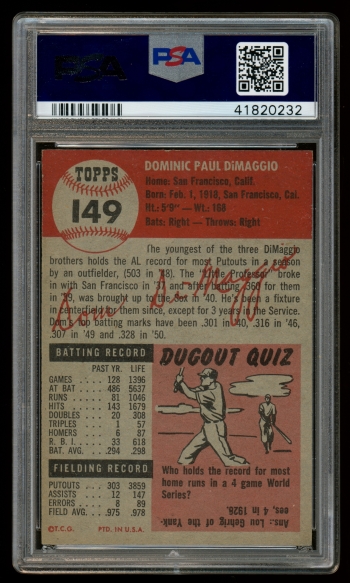 PSA
PSA
41820232
TOPPS
149
DOMINIC PAUL DiMAGGIO
Home: San Francisco, Calif.
Born: Feb. 1, 1918, San Francisco, Cal.
Ht.: 5'9" — Wt.: 168
Bats: Right — Throws: Right
The youngest of the three DiMaggio
brothers holds the AL record for most Putouts in a season
by an outfielder, (503 in '48). The "Little Professor" broke
in with San Francisco in '37 and after hitting .360 for them in
'39, was brought up to the Sox in '40. He's been a fixture
in centerfield for them since, except for 3 years in the Service.
Dom's top batting marks have been .301 in '40, .316 in '46,
.307 in '49 and .328 in '50.
Dom DiMaggio
BATTING RECORD
PAST YR. LIFE
GAMES 128 1396
AT BAT 486 5637
RUNS 81 1046
HITS 143 1679
DOUBLES 20 308
TRIPLES 1 57
HOMERS 6 87
R. B. I. 33 618
BAT. AVG. .294 .298
FIELDING RECORD
PUTOUTS 303 3859
ASSISTS 12 147
ERRORS 8 89
FIELD AVG. .975 .978
©T.C.G. PTD. IN U.S.A.
DUGOUT QUIZ
Who holds the record for most
home runs in a 4 game World
Series?
Ans.: Lou Gehrig of the Yank-
ees, 4 in 1928.